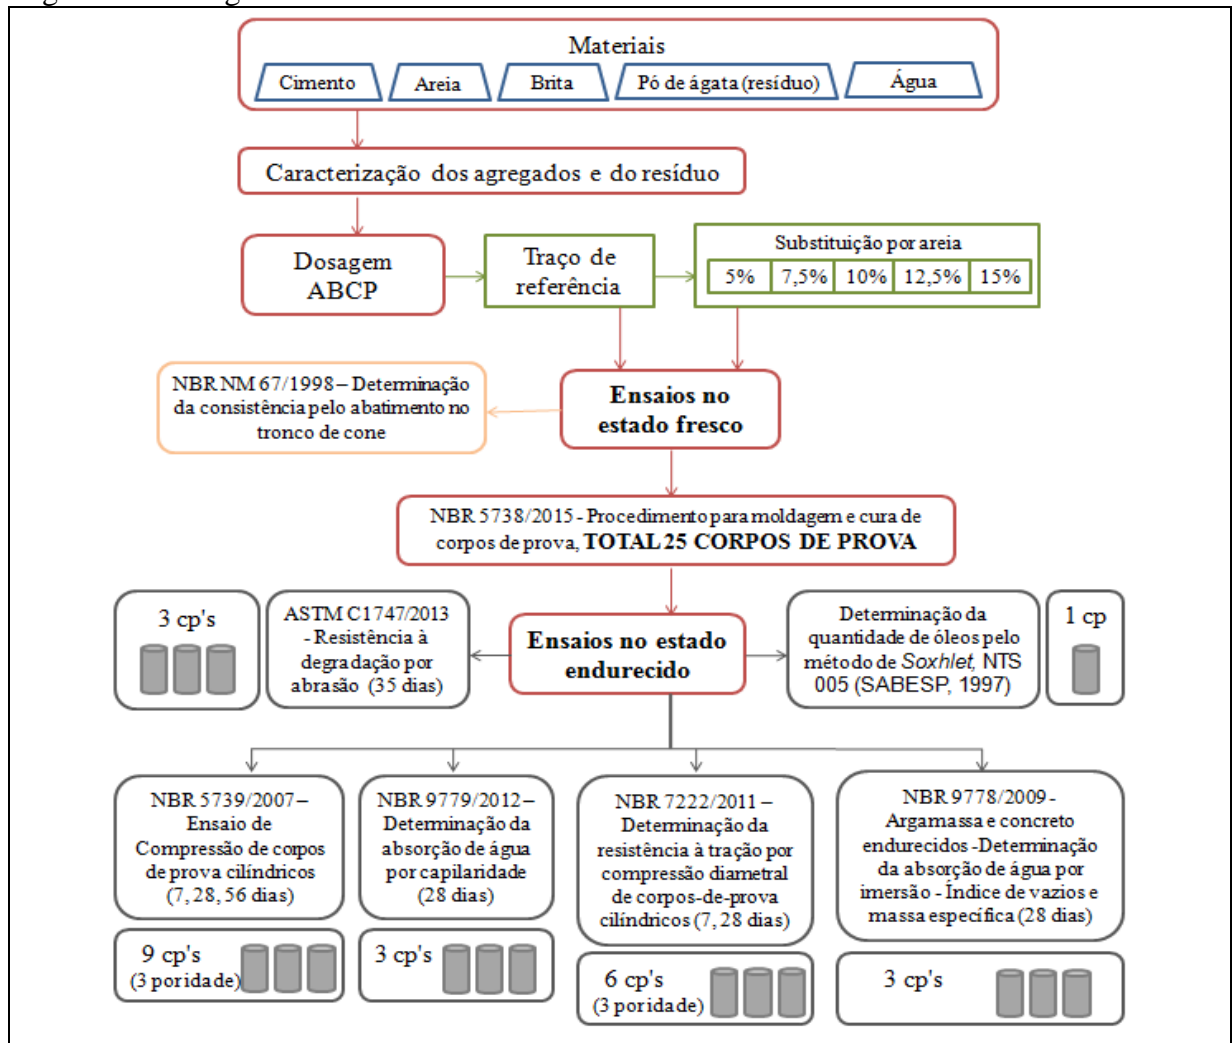 Materiais
Cimento
Areia
Brita
Pó de ágata (resíduo)
Água
Caracterização dos agregados e do resíduo
Dosagem
ABCP
Traço de
referência
Substituição por areia
5%
7,5%
10%
12,5%
15%
NBR NM 67/1998 – Determinação
da consistência pelo abatimento no
tronco de cone
Ensaios no
estado fresco
NBR 5738/2015 - Procedimento para moldagem e cura de
corpos de prova, TOTAL 25 CORPOS DE PROVA
3 cp's
ASTM C1747/2013
- Resistência à
degradação por
abrasão (35 dias)
Ensaios no estado
endurecido
Determinação da
quantidade de óleos pelo
método de Soxhlet, NTS
005 (SABESP, 1997)
1 cp
NBR 5739/2007 –
Ensaio de
Compressão de corpos
de prova cilíndricos
(7, 28, 56 dias)
9 cp's
(3 por idade)
NBR 9779/2012 –
Determinação da
absorção de água
por capilaridade
(28 dias)
3 cp's
NBR 7222/2011 –
Determinação da
resistência à tração por
compressão diametral
de corpos-de-prova
cilíndricos (7, 28 dias)
6 cp's
(3 por idade)
NBR 9778/2009 -
Argamassa e concreto
endurecidos -Determinação
da absorção de água por
imersão - Índice de vazios e
massa específica (28 dias)
3 cp's